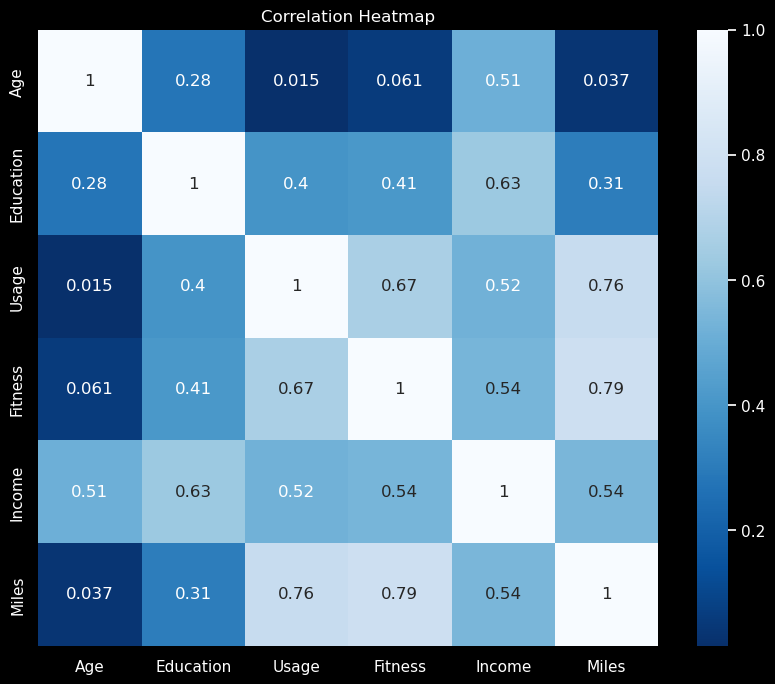 Correlation Heatmap
Age 1 0.28 0.015 0.061 0.51 0.037
Education 0.28 1 0.4 0.41 0.63 0.31
Usage 0.015 0.4 1 0.67 0.52 0.76
Fitness 0.061 0.41 0.67 1 0.54 0.79
Income 0.51 0.63 0.52 0.54 1 0.54
Miles 0.037 0.31 0.76 0.79 0.54 1
Age Education Usage Fitness Income Miles
1.0
0.8
0.6
0.4
0.2